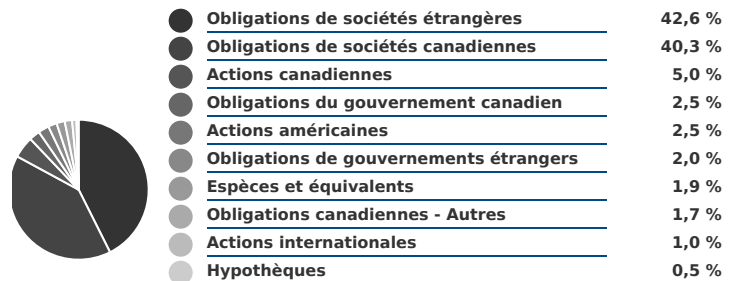 Obligations de sociétés étrangères 42,6 %
Obligations de sociétés canadiennes 40,3 %
Actions canadiennes 5,0 %
Obligations du gouvernement canadien 2,5 %
Actions américaines 2,5 %
Obligations de gouvernements étrangers 2,0 %
Espèces et équivalents 1,9 %
Obligations canadiennes - Autres 1,7 %
Actions internationales 1,0 %
Hypothèques 0,5 %